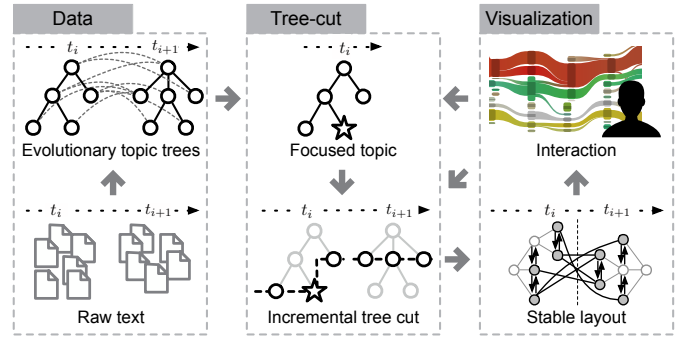 Data
Tree-cut
Visualization
t_i
t_{i+1}
t_i
Evolutionary topic trees
Focused topic
Interaction
t_i
t_{i+1}
t_i
t_{i+1}
t_i
t_{i+1}
Raw text
Incremental tree cut
Stable layout